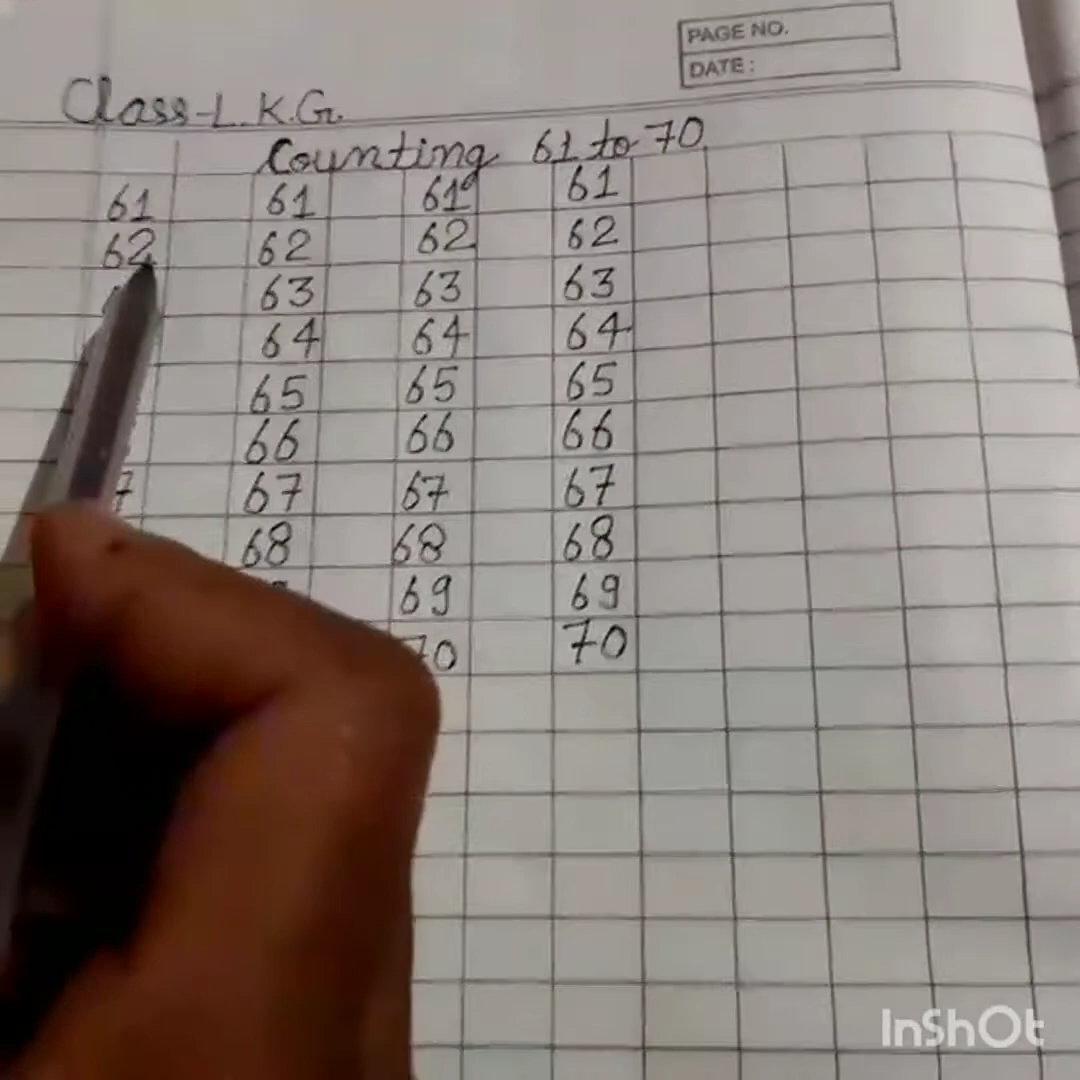 PAGE NO.
DATE :
Class-L.K.G.
Counting 61 to 70
61 61 61 61
62 62 62 62
63 63 63
64 64 64
65 65 65
66 66 66
7 67 67 67
68 68 68
69 69
70 70
InShOt